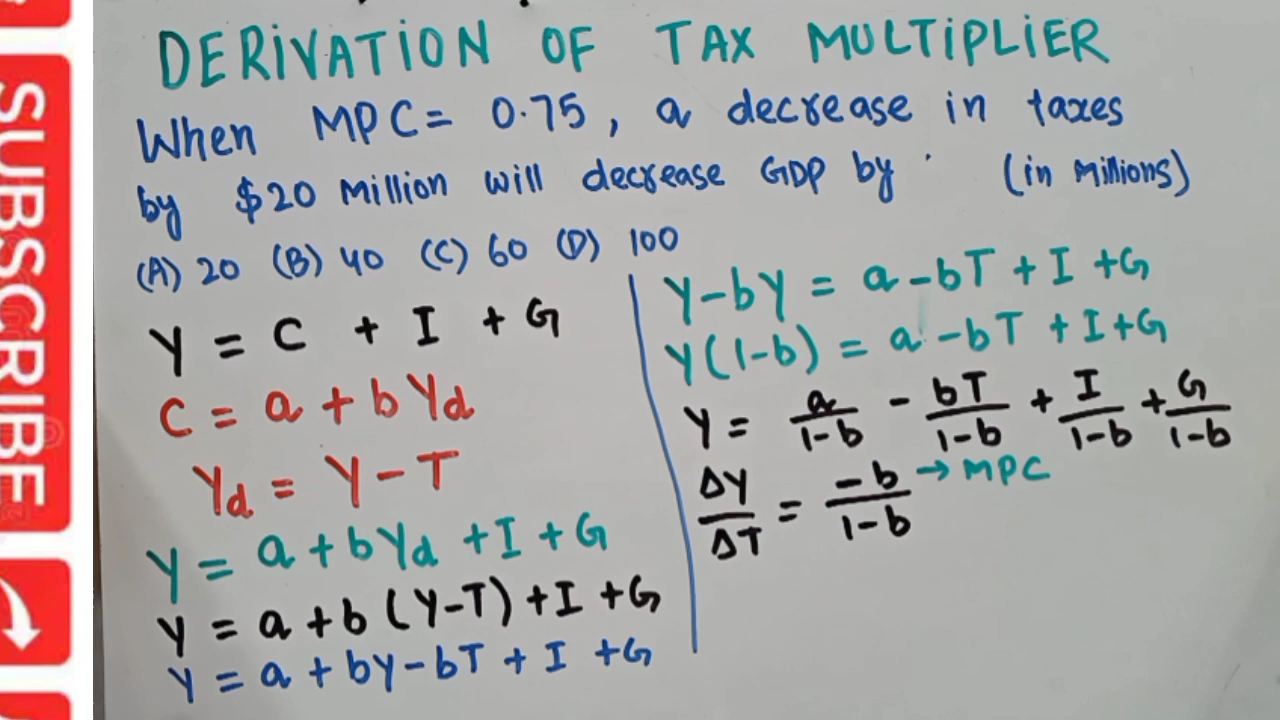 DERIVATION OF TAX MULTIPLIER
When MPC = 0.75, a decrease in taxes
by $20 Million will decrease GDP by (in Millions)
(A) 20 (B) 40 (C) 60 (D) 100
Y = C + I + G
C = a + b Yd
Yd = Y - T
Y = a + b Yd + I + G
Y = a + b (Y-T) + I + G
Y = a + bY - bT + I + G
Y - bY = a - bT + I + G
Y(1-b) = a - bT + I + G
Y = a/1-b - bT/1-b + I/1-b + G/1-b
ΔY/ΔT = -b/1-b → MPC
SUBSCRIBE